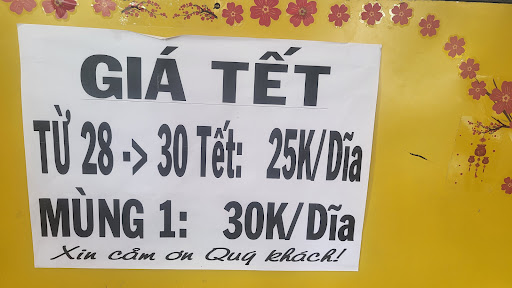 GIÁ TẾT
TỪ 28 -> 30 Tết: 25K/Dĩa
MÙNG 1: 30K/Dĩa
Xin cảm ơn Quý khách!